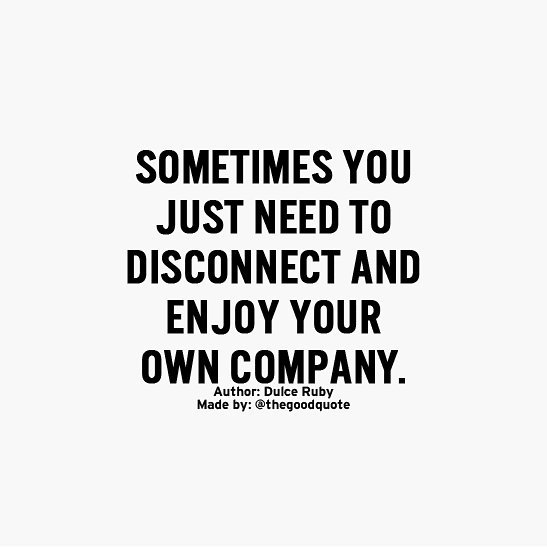 SOMETIMES YOU
JUST NEED TO
DISCONNECT AND
ENJOY YOUR
OWN COMPANY.
Author: Dulce Ruby
Made by: @thegoodquote